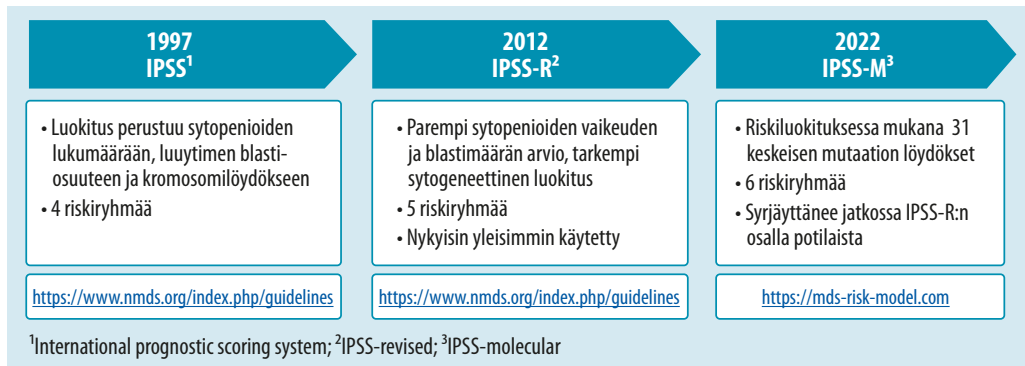 1997
IPSS¹
• Luokitus perustuu sytopenioiden
lukumäärään, luuytimen blasti-
osuuteen ja kromosomilöydökseen
• 4 riskiryhmää
https://www.nmds.org/index.php/guidelines
2012
IPSS-R²
• Parempi sytopenioiden vaikeuden
ja blastimäärän arvio, tarkempi
sytogeneettinen luokitus
• 5 riskiryhmää
• Nykyisin yleisimmin käytetty
https://www.nmds.org/index.php/guidelines
2022
IPSS-M³
• Riskiluokituksessa mukana 31
keskeisen mutaation löydökset
• 6 riskiryhmää
• Syrjäyttänee jatkossa IPSS-R:n
osalla potilaista
https://mds-risk-model.com
¹International prognostic scoring system; ²IPSS-revised; ³IPSS-molecular